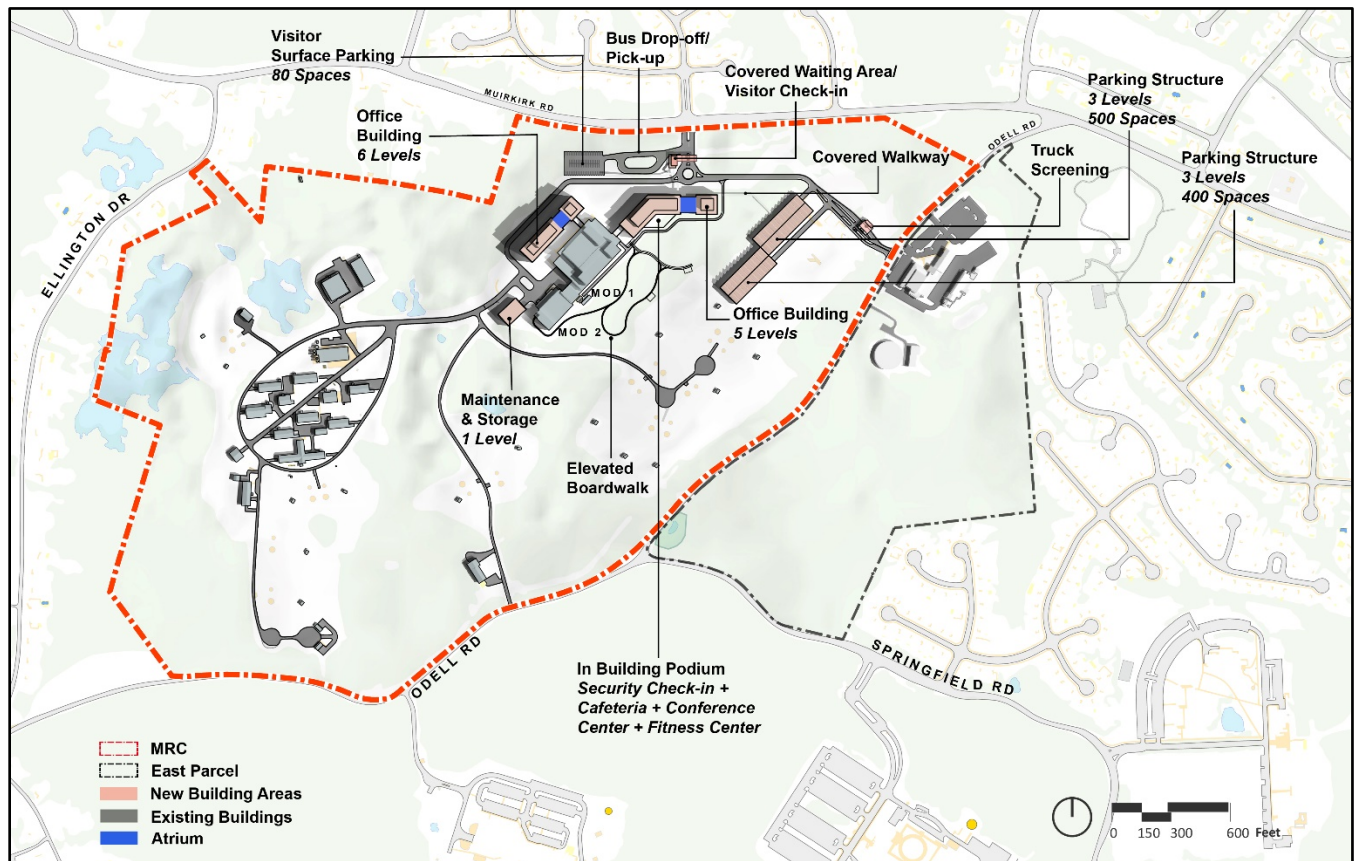 Visitor
Surface Parking
80 Spaces
Bus Drop-off/
Pick-up
Covered Waiting Area/
Visitor Check-in
Parking Structure
3 Levels
500 Spaces
MUIRKIRK RD
Office
Building
6 Levels
Covered Walkway
ODELL RD
Truck
Screening
Parking Structure
3 Levels
400 Spaces
ELLINGTON DR
MOD 1
MOD 2
Office Building
5 Levels
Maintenance
& Storage
1 Level
Elevated
Boardwalk
ODELL RD
SPRINGFIELD RD
In Building Podium
Security Check-in +
Cafeteria + Conference
Center + Fitness Center
MRC
East Parcel
New Building Areas
Existing Buildings
Atrium
0 150 300 600 Feet